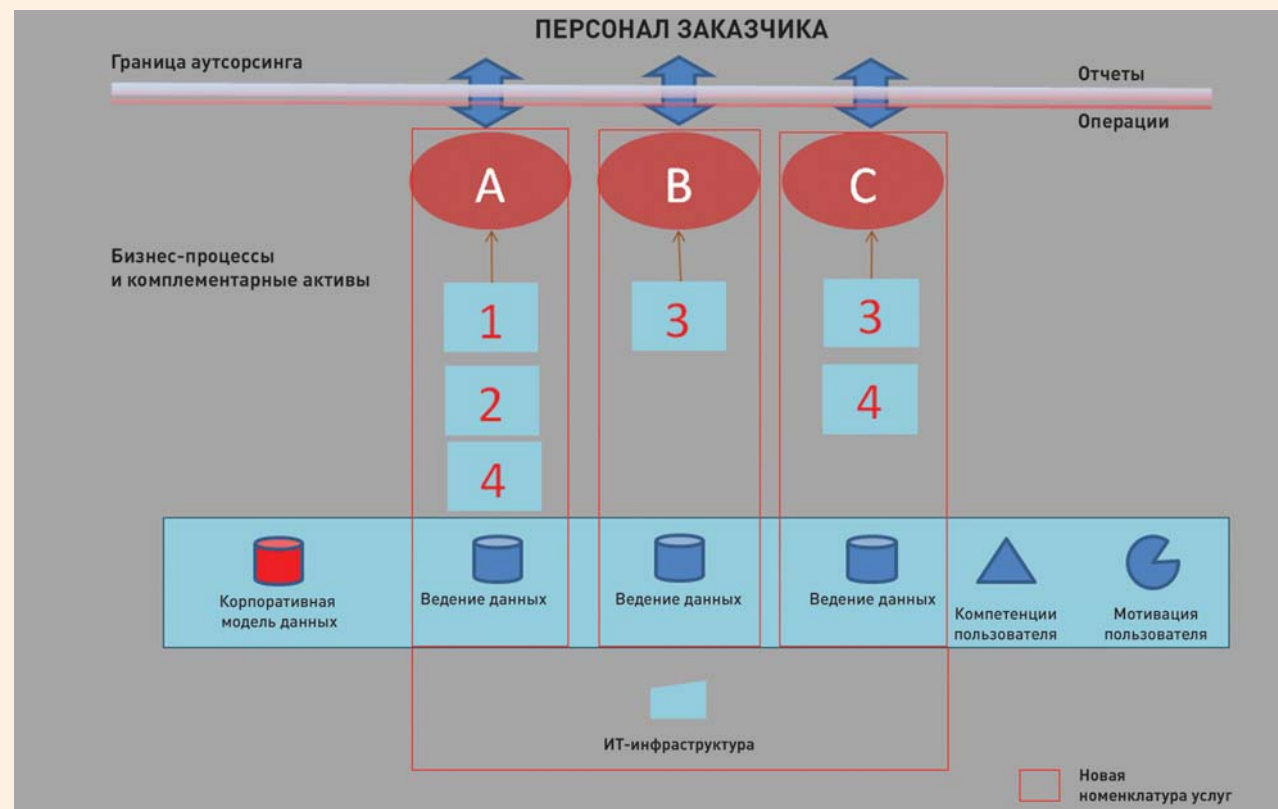 ПЕРСОНАЛ ЗАКАЗЧИКА
Граница аутсорсинга
Отчеты
Операции
A
B
C
Бизнес-процессы
и комплементарные активы
1
3
3
2
4
4
Корпоративная
модель данных
Ведение данных
Ведение данных
Ведение данных
Компетенции
пользователя
Мотивация
пользователя
ИТ-инфраструктура
Новая
номенклатура услуг